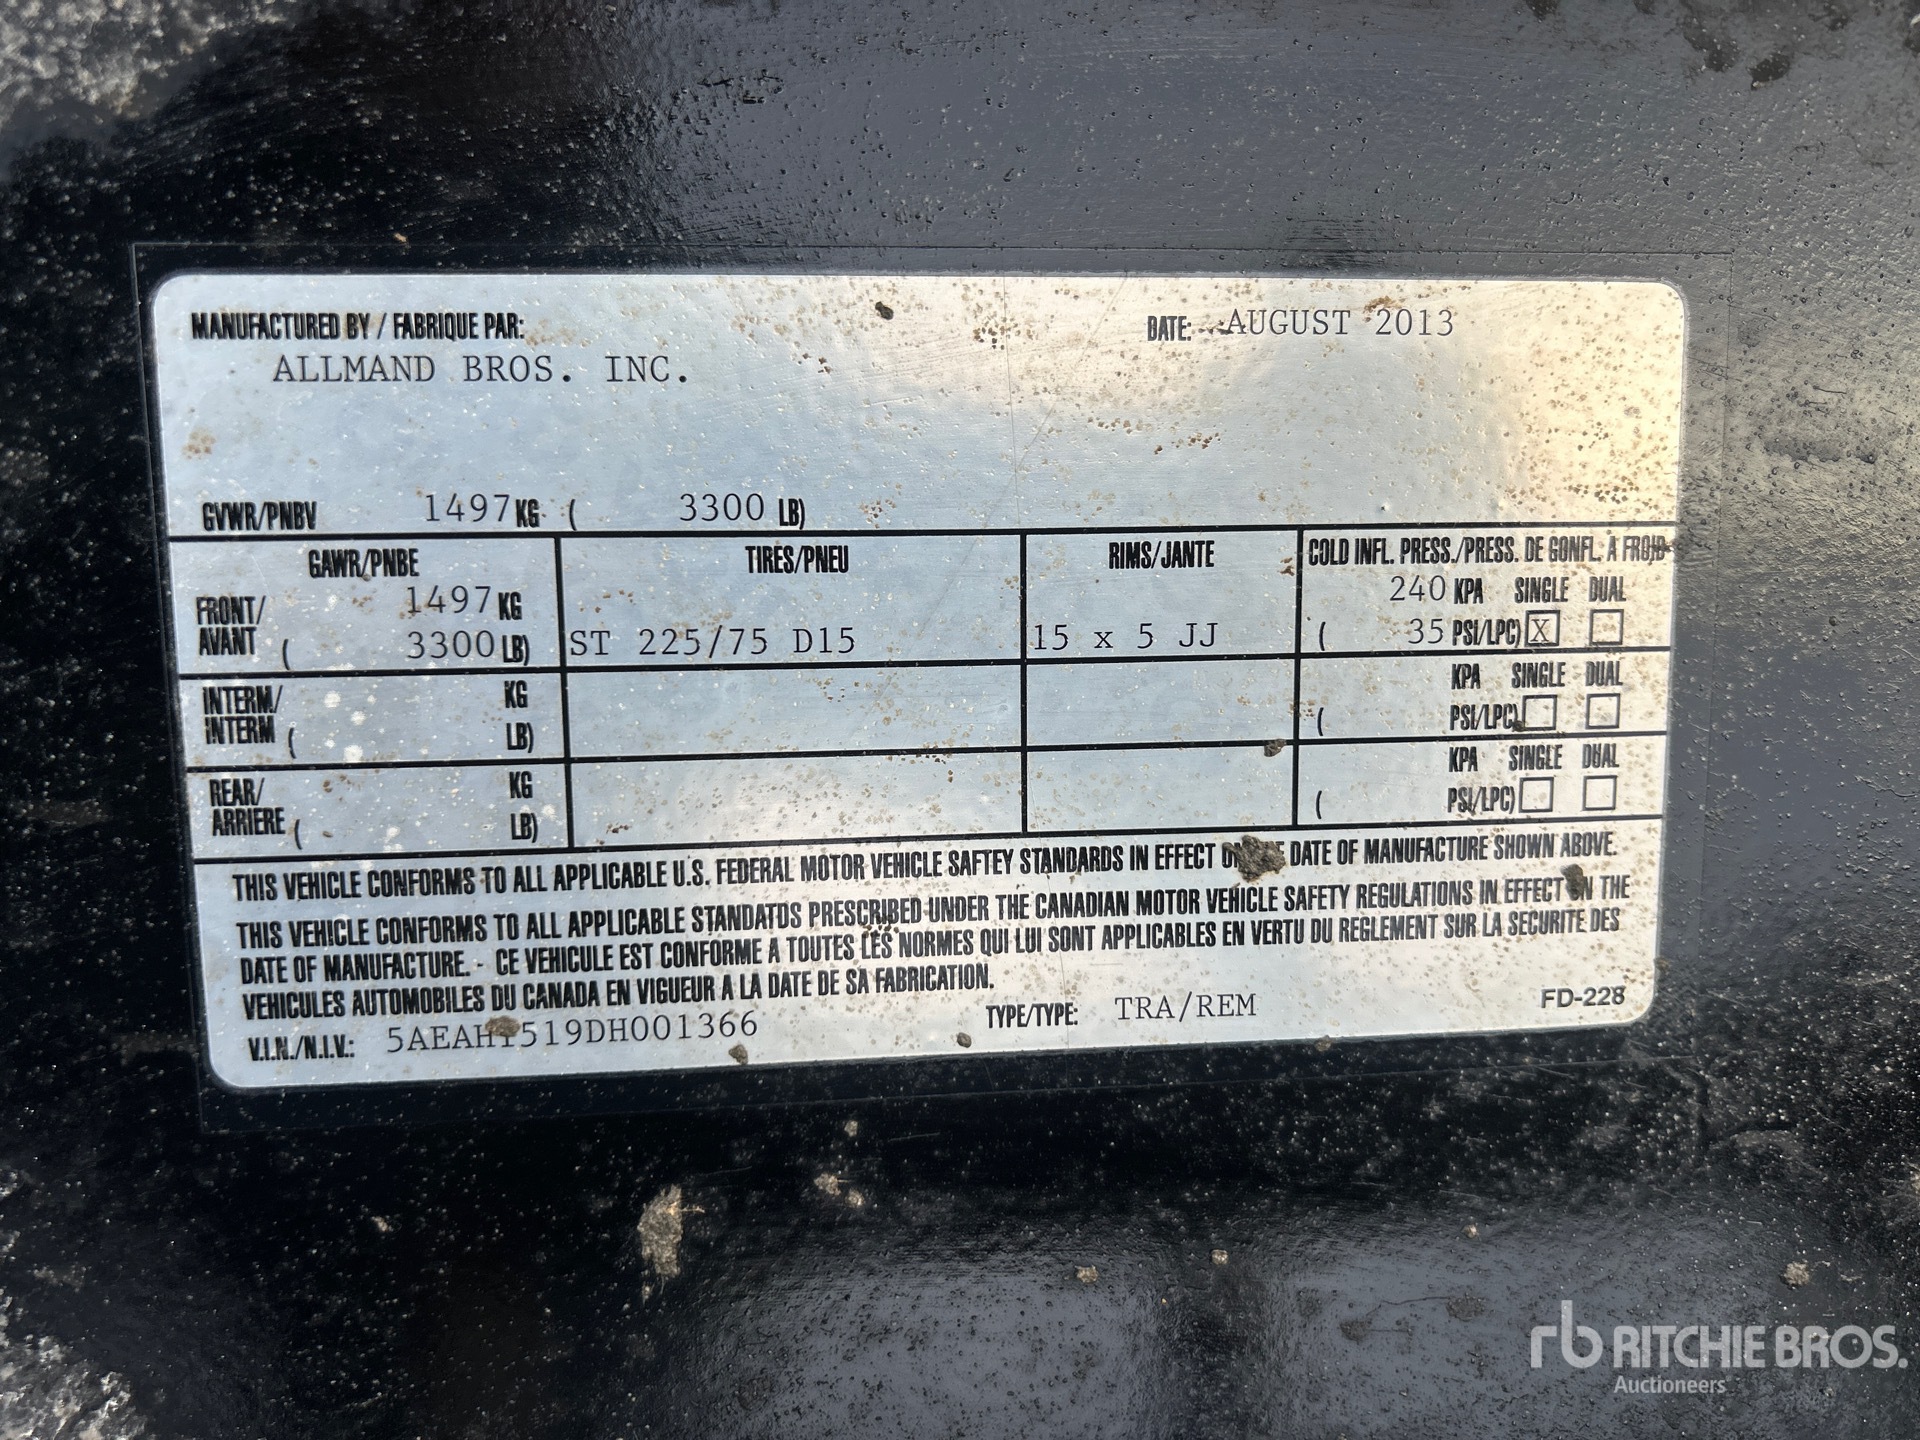 MANUFACTURED BY / FABRIQUE PAR: DATE: AUGUST 2013
ALLMAND BROS. INC.
GVWR/PNBV 1497 KG ( 3300 LB)
GAWR/PNBE TIRES/PNEU RIMS/JANTE COLD INFL. PRESS./PRESS. DE GONFL. A FROID
FRONT/ 1497 KG 240 KPA SINGLE DUAL
AVANT ( 3300 LB) ST 225/75 D15 15 x 5 JJ ( 35 PSI/LPC) X
INTERM/ KG KPA SINGLE DUAL
INTERM ( LB) ( PSI/LPC)
REAR/ KG KPA SINGLE DUAL
ARRIERE ( LB) ( PSI/LPC)
THIS VEHICLE CONFORMS TO ALL APPLICABLE U.S. FEDERAL MOTOR VEHICLE SAFTEY STANDARDS IN EFFECT DATE OF MANUFACTURE SHOWN ABOVE.
THIS VEHICLE CONFORMS TO ALL APPLICABLE STANDATDS PRESCRIBED UNDER THE CANADIAN MOTOR VEHICLE SAFETY REGULATIONS IN EFFECT ON THE
DATE OF MANUFACTURE. - CE VEHICULE EST CONFORME A TOUTES LES NORMES QUI LUI SONT APPLICABLES EN VERTU DU REGLEMENT SUR LA SECURITE DES
VEHICULES AUTOMOBILES DU CANADA EN VIGUEUR A LA DATE DE SA FABRICATION.
V.I.N./N.I.V.: 5AEAH1519DH001366 TYPE/TYPE: TRA/REM FD-228
rb RITCHIE BROS.
Auctioneers